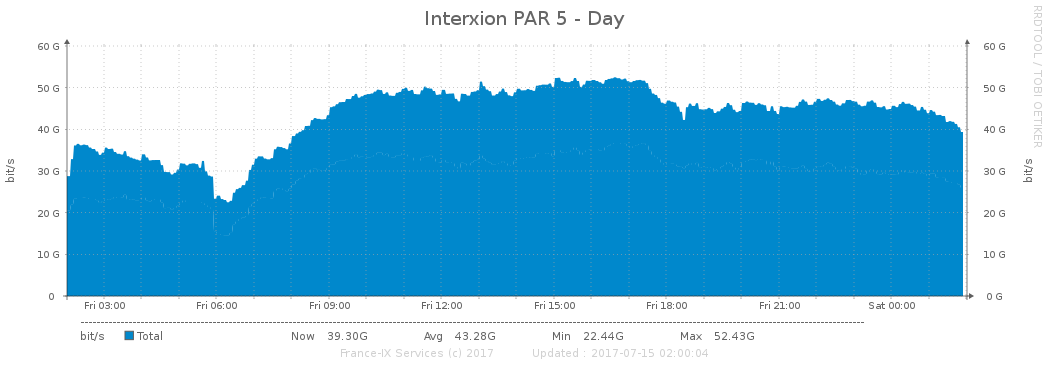 Interxion PAR 5 - Day
RRDTOOL / TOBI OETIKER
60 G 60 G
50 G 50 G
40 G 40 G
30 G 30 G
20 G 20 G
10 G 10 G
0 0 G
bit/s bit/s
Fri 03:00 Fri 06:00 Fri 09:00 Fri 12:00 Fri 15:00 Fri 18:00 Fri 21:00 Sat 00:00
bit/s Total Now 39.30G Avg 43.28G Min 22.44G Max 52.43G
France-IX Services (c) 2017 Updated : 2017-07-15 02:00:04